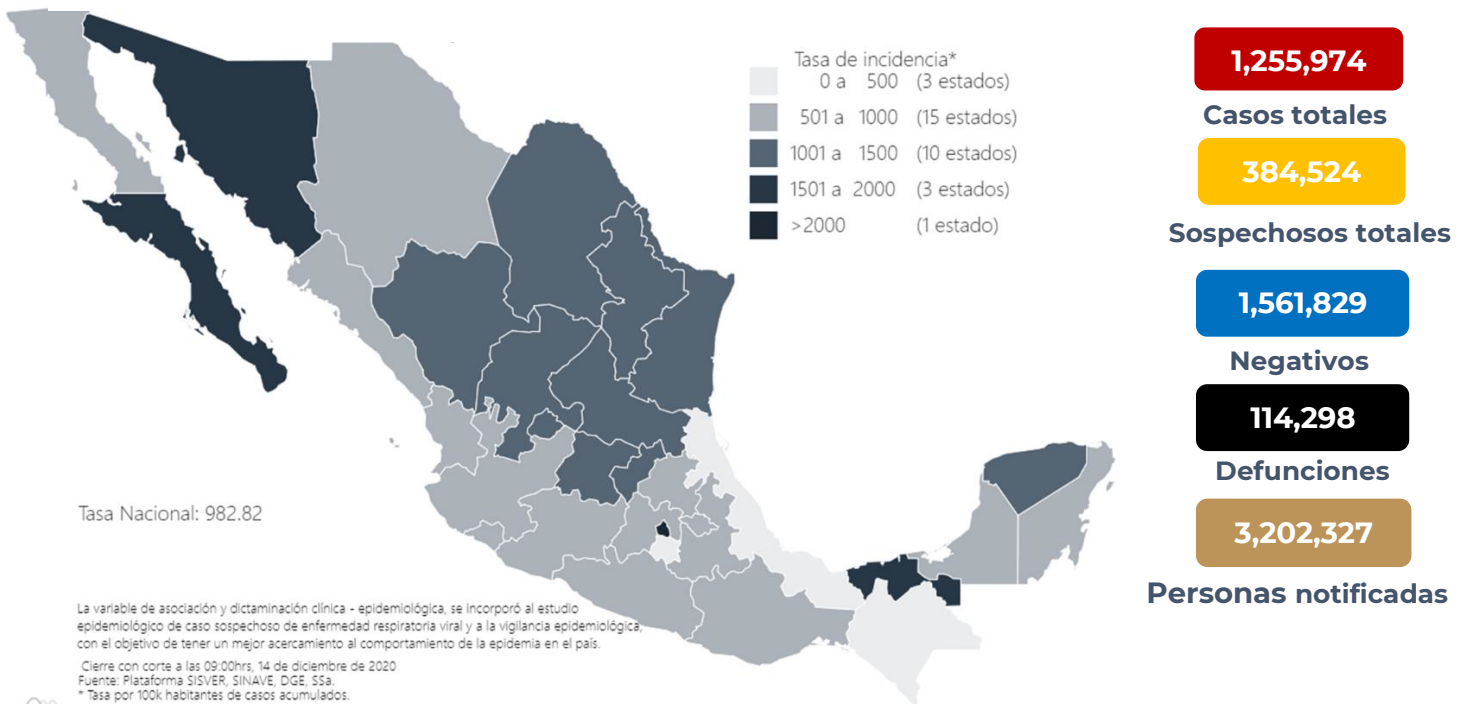 Tasa de incidencia*
0 a 500 (3 estados)
501 a 1000 (15 estados)
1001 a 1500 (10 estados)
1501 a 2000 (3 estados)
>2000 (1 estado)
Tasa Nacional: 982.82
La variable de asociación y dictaminación clínica - epidemiológica, se incorporó al estudio
epidemiológico de caso sospechoso de enfermedad respiratoria viral y a la vigilancia epidemiológica,
con el objetivo de tener un mejor acercamiento al comportamiento de la epidemia en el país.
Cierre con corte a las 09:00hrs, 14 de diciembre de 2020
Fuente: Plataforma SISVER, SINAVE, DGE, SSa.
* Tasa por 100k habitantes de casos acumulados.
1,255,974
Casos totales
384,524
Sospechosos totales
1,561,829
Negativos
114,298
Defunciones
3,202,327
Personas notificadas